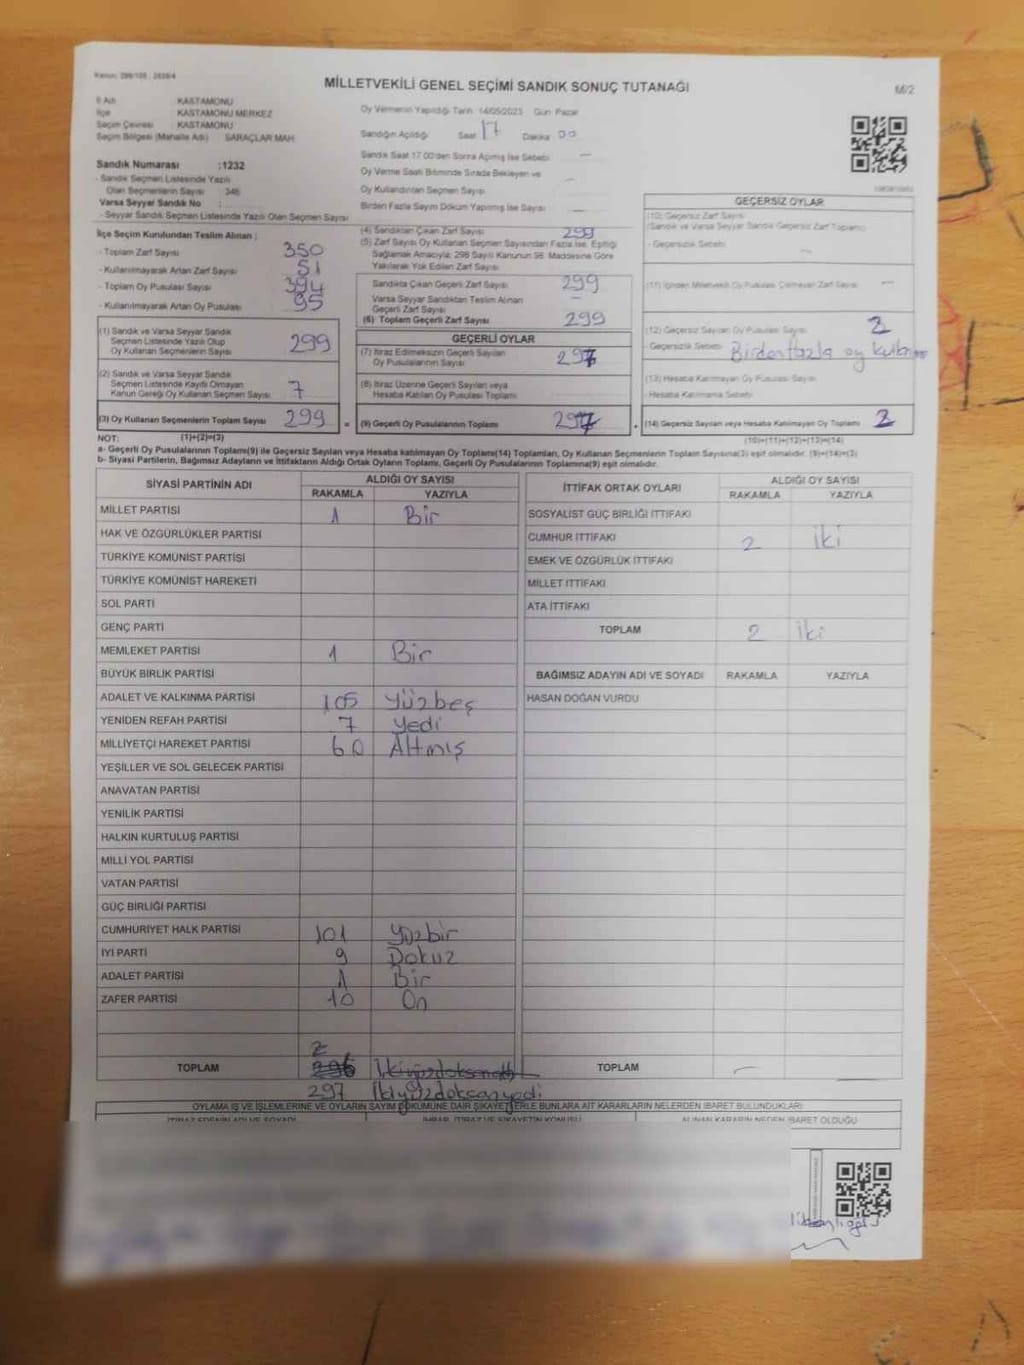 Kanun: 298/105 , 2839/4
MİLLETVEKİLİ GENEL SEÇİMİ SANDIK SONUÇ TUTANAĞI
M/2
İl Adı KASTAMONU
İlçe KASTAMONU MERKEZ
Seçim Çevresi KASTAMONU
Seçim Bölgesi (Mahalle Adı) SARAÇLAR MAH.
Oy Vermenin Yapıldığı Tarih 14/05/2023 Gün Pazar
Sandığın Açıldığı Saat 17 Dakika 00
Sandık Saat 17.00'den Sonra Açılmış İse Sebebi —
Oy Verme Saati Bitiminde Sırada Bekleyen ve
Oy Kullandırılan Seçmen Sayısı —
Birden Fazla Sayım Döküm Yapılmış İse Sayısı —
Sandık Numarası :1232
- Sandık Seçmen Listesinde Yazılı
Olan Seçmenlerin Sayısı 346
Varsa Seyyar Sandık No :
- Seyyar Sandık Seçmen Listesinde Yazılı Olan Seçmen Sayısı
İlçe Seçim Kurulundan Teslim Alınan ;
- Toplam Zarf Sayısı 350
- Kullanılmayarak Artan Zarf Sayısı 51
- Toplam Oy Pusulası Sayısı 394
- Kullanılmayarak Artan Oy Pusulası 95
(1) Sandık ve Varsa Seyyar Sandık
Seçmen Listesinde Yazılı Olup
Oy Kullanan Seçmenlerin Sayısı 299
(2) Sandık ve Varsa Seyyar Sandık
Seçmen Listesinde Kayıtlı Olmayan
Kanun Gereği Oy Kullanan Seçmen Sayısı 7
(3) Oy Kullanan Seçmenlerin Toplam Sayısı 299
(4) Sandıktan Çıkan Zarf Sayısı 299
(5) Zarf Sayısı Oy Kullanan Seçmen Sayısından Fazla İse, Eşitliği
Sağlamak Amacıyla; 298 Sayılı Kanunun 98. Maddesine Göre
Yakılarak Yok Edilen Zarf Sayısı
Sandıkta Çıkan Geçerli Zarf Sayısı 299
Varsa Seyyar Sandıktan Teslim Alınan
Geçerli Zarf Sayısı —
(6) Toplam Geçerli Zarf Sayısı 299
GEÇERLİ OYLAR
(7) İtiraz Edilmeksizin Geçerli Sayılan
Oy Pusulalarının Sayısı 297
(8) İtiraz Üzerine Geçerli Sayılan veya
Hesaba Katılan Oy Pusulası Toplamı
(9) Geçerli Oy Pusulalarının Toplamı 297
GEÇERSİZ OYLAR
(10) Geçersiz Zarf Sayısı
(Sandık ve Varsa Seyyar Sandık Geçersiz Zarf Toplamı)
- Geçersizlik Sebebi —
(11) İçinden Milletvekili Oy Pusulası Çıkmayan Zarf Sayısı —
(12) Geçersiz Sayılan Oy Pusulası Sayısı 2
- Geçersizlik Sebebi Birden fazla oy
(13) Hesaba Katılmayan Oy Pusulası Sayısı
Hesaba Katılmama Sebebi
(14) Geçersiz Sayılan veya Hesaba Katılmayan Oy Toplamı 2
NOT: (1)+(2)=(3) (10)+(11)+(12)+(13)=(14)
a- Geçerli Oy Pusulalarının Toplamı(9) ile Geçersiz Sayılan veya Hesaba katılmayan Oy Toplamı(14) Toplamları, Oy Kullanan Seçmenlerin Toplam Sayısına(3) eşit olmalıdır. (9)+(14)=(3)
b- Siyasi Partilerin, Bağımsız Adayların ve İttifakların Aldığı Ortak Oyların Toplamı, Geçerli Oy Pusulalarının Toplamına(9) eşit olmalıdır.
SİYASİ PARTİNİN ADI ALDIĞI OY SAYISI
RAKAMLA YAZIYLA
MİLLET PARTİSİ 1 Bir
HAK VE ÖZGÜRLÜKLER PARTİSİ
TÜRKİYE KOMÜNİST PARTİSİ
TÜRKİYE KOMÜNİST HAREKETİ
SOL PARTİ
GENÇ PARTİ
MEMLEKET PARTİSİ 1 Bir
BÜYÜK BİRLİK PARTİSİ
ADALET VE KALKINMA PARTİSİ 105 Yüzbeş
YENİDEN REFAH PARTİSİ 7 Yedi
MİLLİYETÇİ HAREKET PARTİSİ 60 Altmış
YEŞİLLER VE SOL GELECEK PARTİSİ
ANAVATAN PARTİSİ
YENİLİK PARTİSİ
HALKIN KURTULUŞ PARTİSİ
MİLLİ YOL PARTİSİ
VATAN PARTİSİ
GÜÇ BİRLİĞİ PARTİSİ
CUMHURİYET HALK PARTİSİ 101 Yüzbir
İYİ PARTİ 9 Dokuz
ADALET PARTİSİ 1 Bir
ZAFER PARTİSİ 10 On
2
TOPLAM 296 İkiyüzdoksanaltı
297 İkiyüzdoksanyedi
İTTİFAK ORTAK OYLARI ALDIĞI OY SAYISI
RAKAMLA YAZIYLA
SOSYALİST GÜÇ BİRLİĞİ İTTİFAKI
CUMHUR İTTİFAKI 2 İki
EMEK VE ÖZGÜRLÜK İTTİFAKI
MİLLET İTTİFAKI
ATA İTTİFAKI
TOPLAM 2 İki
BAĞIMSIZ ADAYIN ADI VE SOYADI RAKAMLA YAZIYLA
HASAN DOĞAN VURDU
TOPLAM —
OYLAMA İŞ VE İŞLEMLERİNE VE OYLARIN SAYIM DÖKÜMÜNE DAİR ŞİKAYETLERLE BUNLARA AİT KARARLARIN NELERDEN İBARET BULUNDUKLARI
İTİRAZ EDENİN ADI VE SOYADI İHBAR, İTİRAZ VE ŞİKAYETİN KONUSU ALINAN KARARIN NEDEN İBARET OLDUĞU